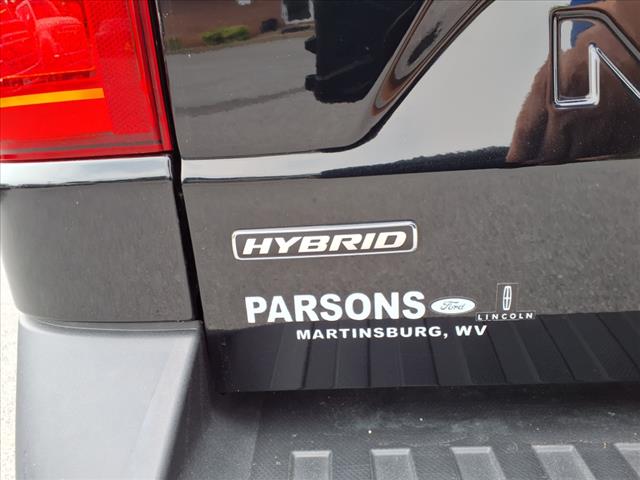 HYBRID
PARSONS Ford LINCOLN
MARTINSBURG, WV